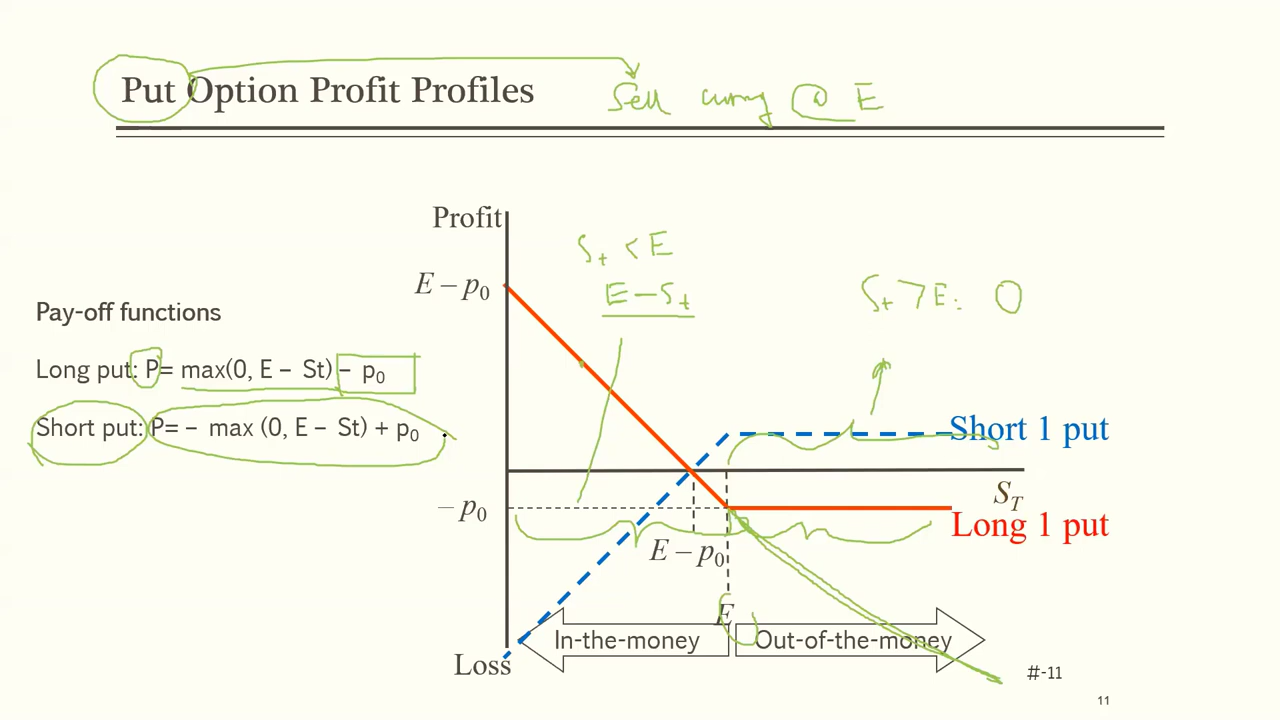 Put Option Profit Profiles
Sell curny @ E
Profit
E – p₀
Sₜ < E
E – Sₜ
Sₜ > E: 0
Pay-off functions
Long put: P= max(0, E – St) – p₀
Short put: P= – max (0, E – St) + p₀
Short 1 put
S_T
– p₀
Long 1 put
E – p₀
E
In-the-money
Out-of-the-money
Loss
#-11
11